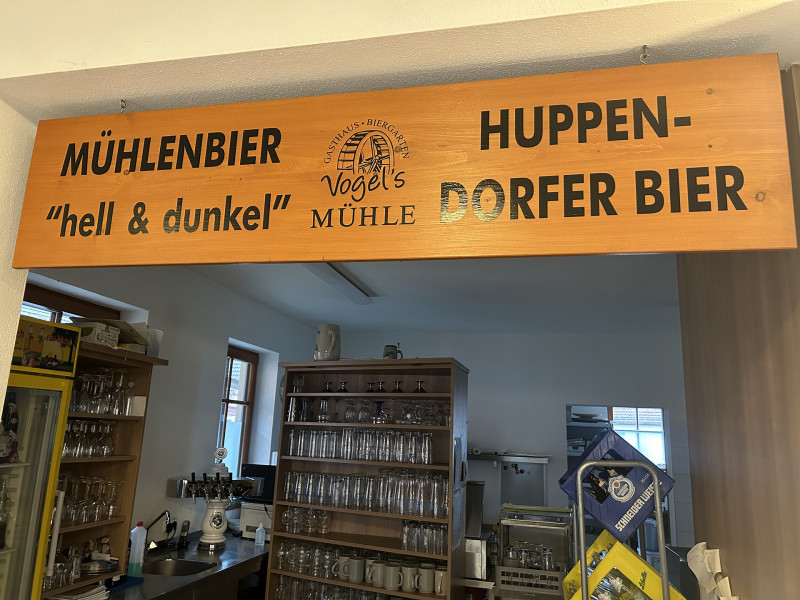 MÜHLENBIER
"hell & dunkel"
GASTHAUS · BIERGARTEN
Vogel's
MÜHLE
HUPPEN-
DORFER BIER
SCHNEIDER WEISSE